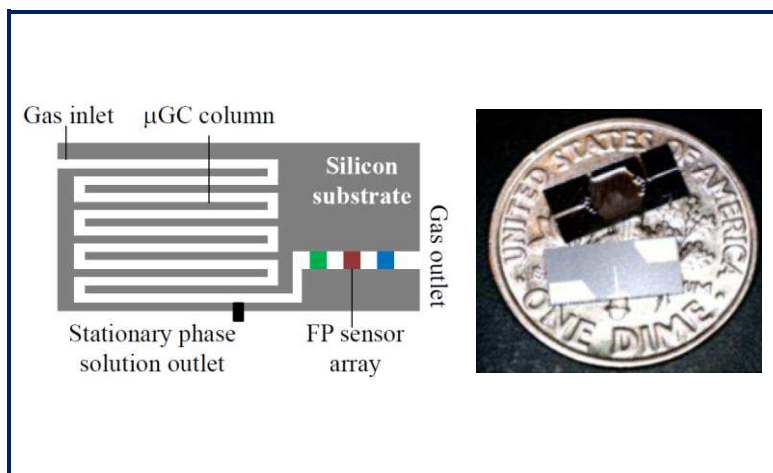 Gas inlet
μGC column
Silicon
substrate
Gas outlet
Stationary phase
solution outlet
FP sensor
array
UNITED STATES OF AMERICA
ONE DIME